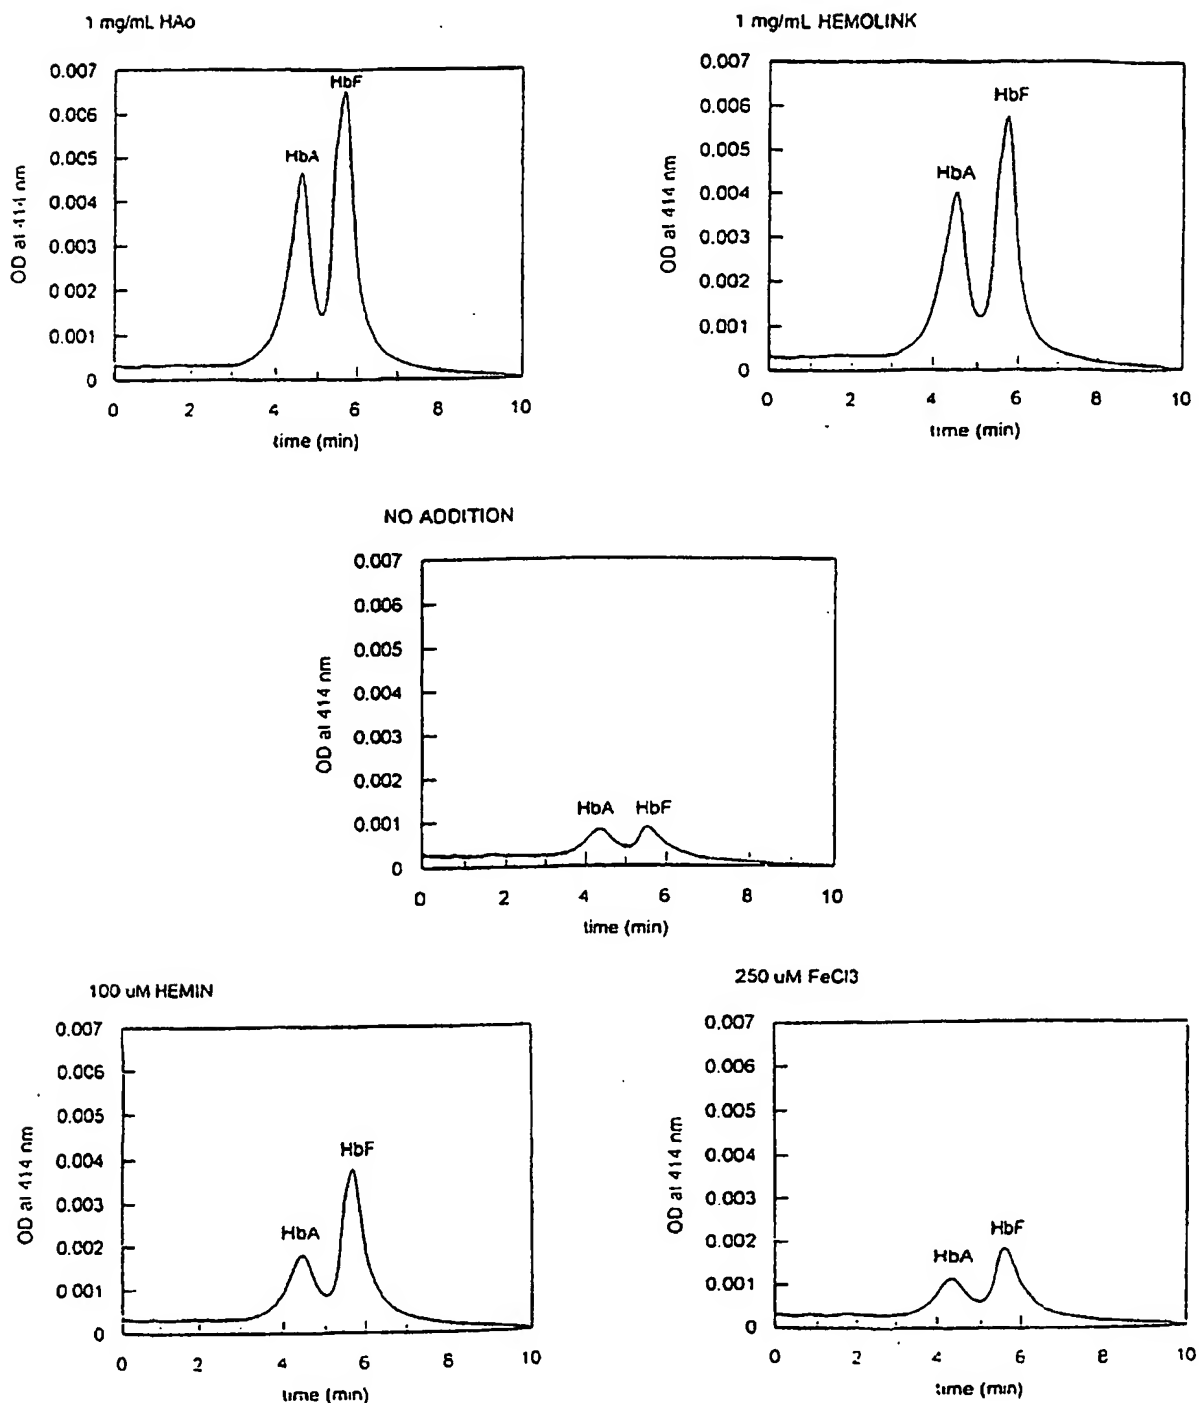 1 mg/mL HAo
0.007
0.006
0.005
0.004
0.003
0.002
0.001
0
OD at 414 nm
HbA
HbF
0 2 4 6 8 10
time (min)
1 mg/mL HEMOLINK
0.007
0.006
0.005
0.004
0.003
0.002
0.001
0
OD at 414 nm
HbA
HbF
0 2 4 6 8 10
time (min)
NO ADDITION
0.007
0.006
0.005
0.004
0.003
0.002
0.001
0
OD at 414 nm
HbA HbF
0 2 4 6 8 10
time (min)
100 uM HEMIN
0.007
0.006
0.005
0.004
0.003
0.002
0.001
0
OD at 414 nm
HbA
HbF
0 2 4 6 8 10
time (min)
250 uM FeCl3
0.007
0.006
0.005
0.004
0.003
0.002
0.001
0
OD at 414 nm
HbA
HbF
0 2 4 6 8 10
time (min)